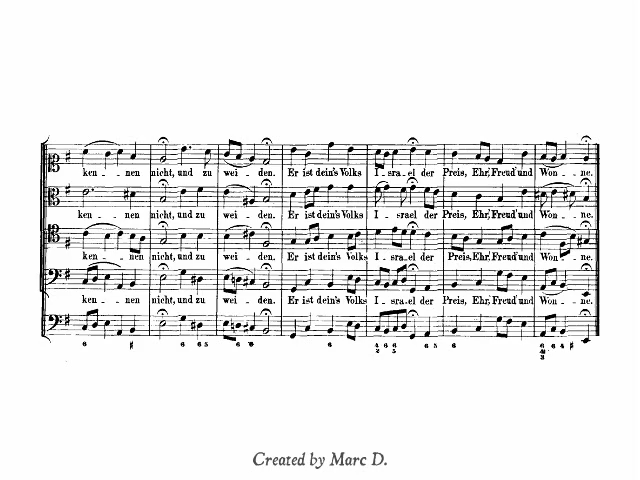 ken - - nen nicht, und zu wei - den. Er ist dein's Volks I - sra - el der Preis, Ehr, Freud' und Won - ne.
ken - - nen nicht, und zu wei - den. Er ist dein's Volks I - srael der Preis, Ehr, Freud' und Won - ne.
ken - - nen nicht, und zu wei - den. Er ist dein's Volks I - sra - el der Preis, Ehr, Freud' und Won - ne.
ken - - nen nicht, und zu wei - den. Er ist dein's Volks I - sra - el der Preis, Ehr, Freud' und Won - ne.
Created by Marc D.